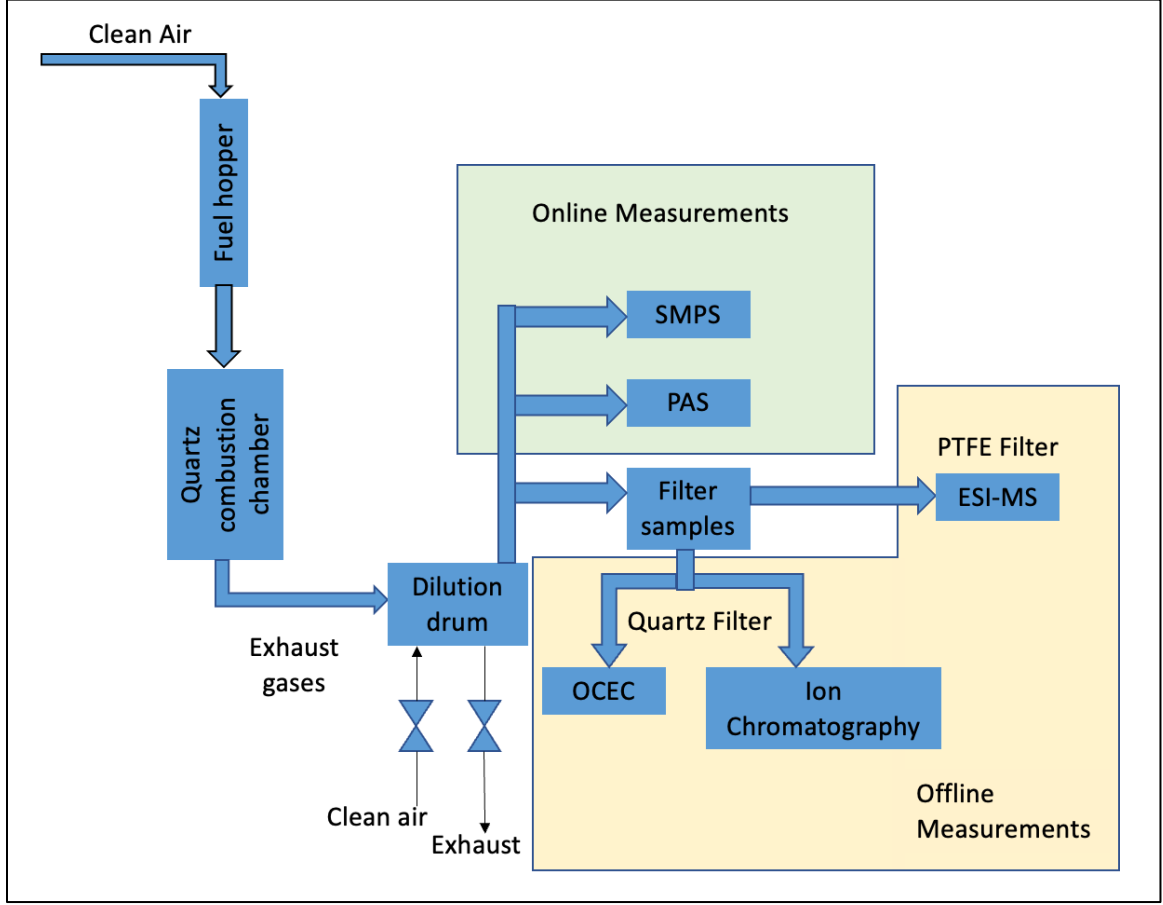 Clean Air
Fuel hopper
Quartz
combustion
chamber
Online Measurements
SMPS
PAS
PTFE Filter
Filter
samples
ESI-MS
Dilution
drum
Quartz Filter
Exhaust
gases
OCEC
Ion
Chromatography
Clean air
Exhaust
Offline
Measurements